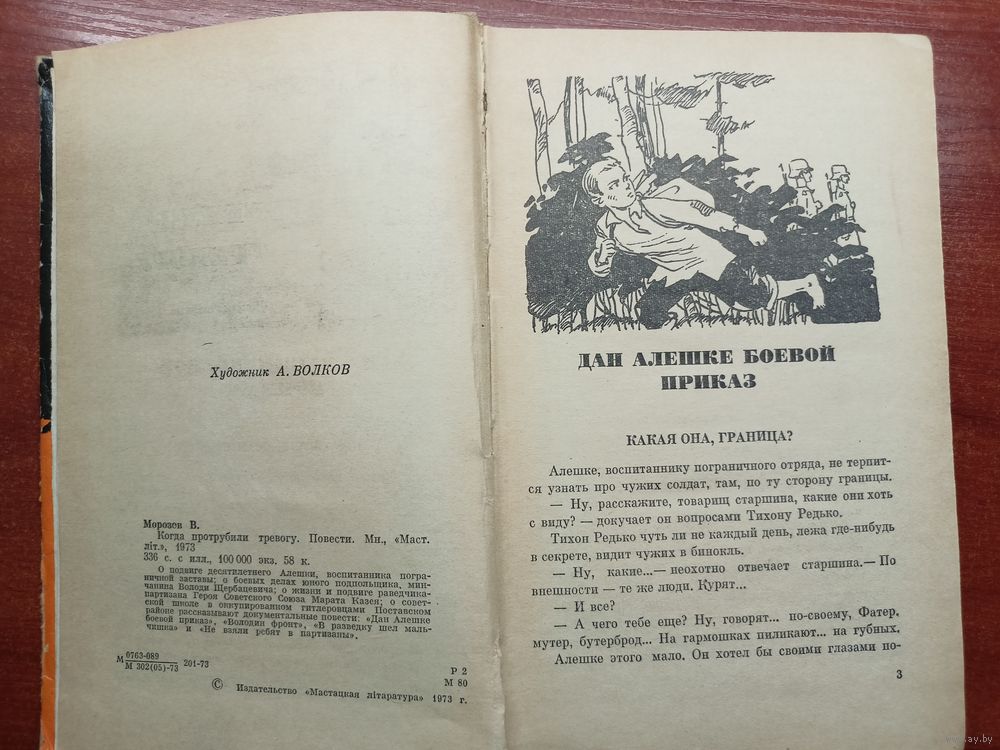 Художник А. ВОЛКОВ
Морозов В.
Когда протрубили тревогу. Повести. Мн., «Маст.
літ.», 1973
336 с. с илл., 100 000 экз. 58 к.
О подвиге десятилетнего Алешки, воспитанника погра-
ничной заставы; о боевых делах юного подпольщика, мин-
чанина Володи Щербацевича; о жизни и подвиге разведчика-
партизана Героя Советского Союза Марата Казея; о совет-
ской школе в оккупированном гитлеровцами Поставском
районе рассказывают документальные повести: «Дан Алешке
боевой приказ», «Володин фронт», «В разведку шел маль-
чишка» и «Не взяли ребят в партизаны».
М 0763-089
М 302(05)-73 201-73
Р 2
М 80
© Издательство «Мастацкая літаратура» 1973 г.
ДАН АЛЕШКЕ БОЕВОЙ
ПРИКАЗ
КАКАЯ ОНА, ГРАНИЦА?
Алешке, воспитаннику пограничного отряда, не терпит-
ся узнать про чужих солдат, там, по ту сторону границы.
— Ну, расскажите, товарищ старшина, какие они хоть
с виду? — докучает он вопросами Тихону Редько.
Тихон Редько чуть ли не каждый день, лежа где-нибудь
в секрете, видит чужих в бинокль.
— Ну, какие...— неохотно отвечает старшина.— По
внешности — те же люди. Курят...
— И все?
— А чего тебе еще? Ну, говорят... по-своему, Фатер,
мутер, бутерброд... На гармошках пиликают... на губных.
Алешке этого мало. Он хотел бы своими глазами по-
3
www.ay.by